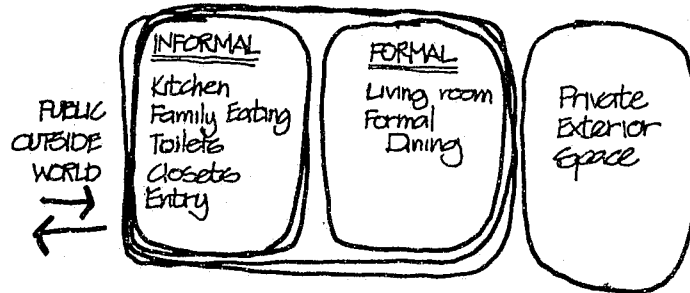 PUBLIC
OUTSIDE
WORLD
INFORMAL
Kitchen
Family Eating
Toilets
Closets
Entry
FORMAL
Living room
Formal
Dining
Private
Exterior
Space